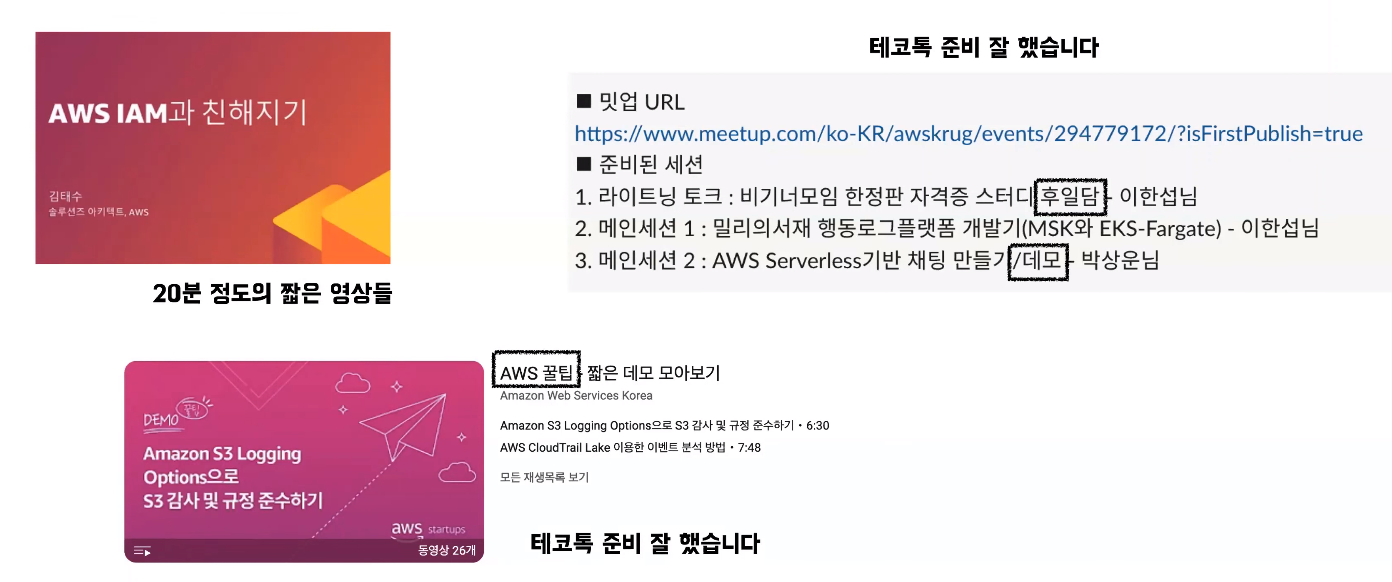 AWS IAM과 친해지기
김태수
솔루션즈 아키텍트, AWS
20분 정도의 짧은 영상들
테코톡 준비 잘 했습니다
■ 밋업 URL
https://www.meetup.com/ko-KR/awskrug/events/294779172/?isFirstPublish=true
■ 준비된 세션
1. 라이트닝 토크 : 비기너모임 한정판 자격증 스터디 후일담 - 이한섭님
2. 메인세션 1 : 밀리의서재 행동로그플랫폼 개발기(MSK와 EKS-Fargate) - 이한섭님
3. 메인세션 2 : AWS Serverless기반 채팅 만들기/데모 - 박상운님
DEMO 꿀팁
Amazon S3 Logging
Options으로
S3 감사 및 규정 준수하기
aws startups
동영상 26개
AWS 꿀팁 - 짧은 데모 모아보기
Amazon Web Services Korea
Amazon S3 Logging Options으로 S3 감사 및 규정 준수하기 • 6:30
AWS CloudTrail Lake 이용한 이벤트 분석 방법 • 7:48
모든 재생목록 보기
테코톡 준비 잘 했습니다